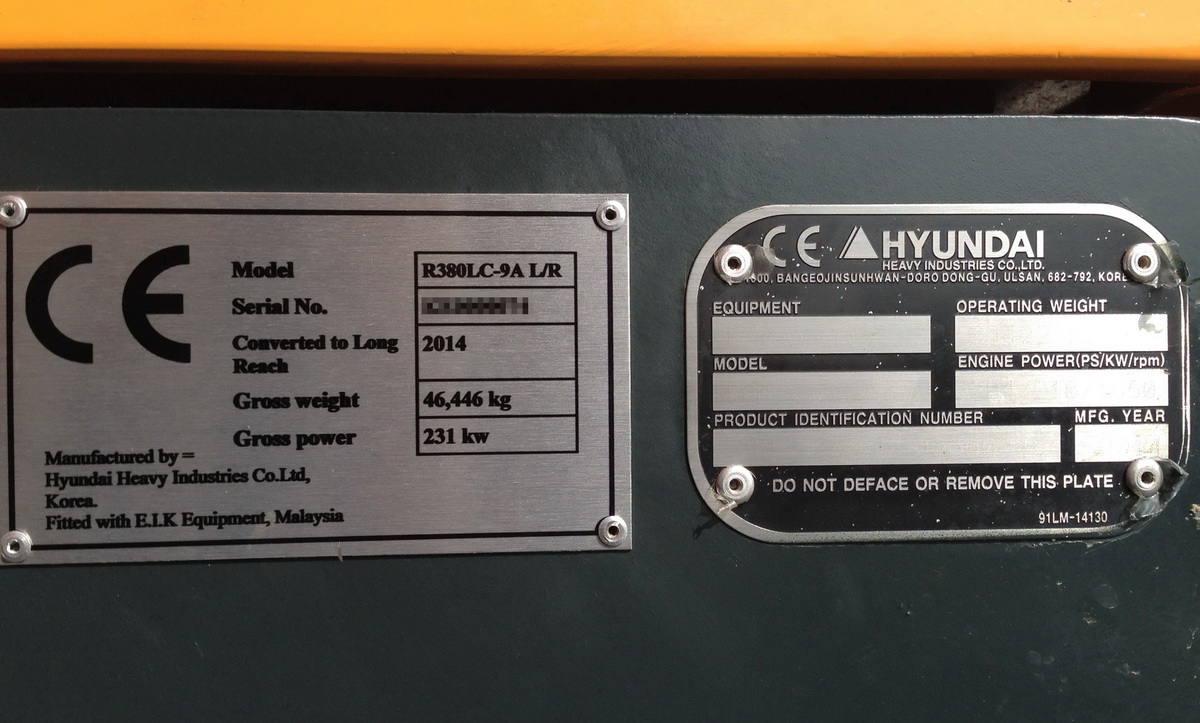 CE
Model R380LC-9A L/R
Serial No.
Converted to Long 2014
Reach
Gross weight 46,446 kg
Gross power 231 kw
Manufactured by =
Hyundai Heavy Industries Co.Ltd,
Korea.
Fitted with E.I.K Equipment, Malaysia
CE HYUNDAI
HEAVY INDUSTRIES CO.,LTD.
BANGEOJINSUNHWAN-DORO DONG-GU, ULSAN, 682-792,
EQUIPMENT OPERATING WEIGHT
MODEL ENGINE POWER(PS/KW/rpm)
PRODUCT IDENTIFICATION NUMBER MFG. YEAR
DO NOT DEFACE OR REMOVE THIS PLATE
91LM-14130